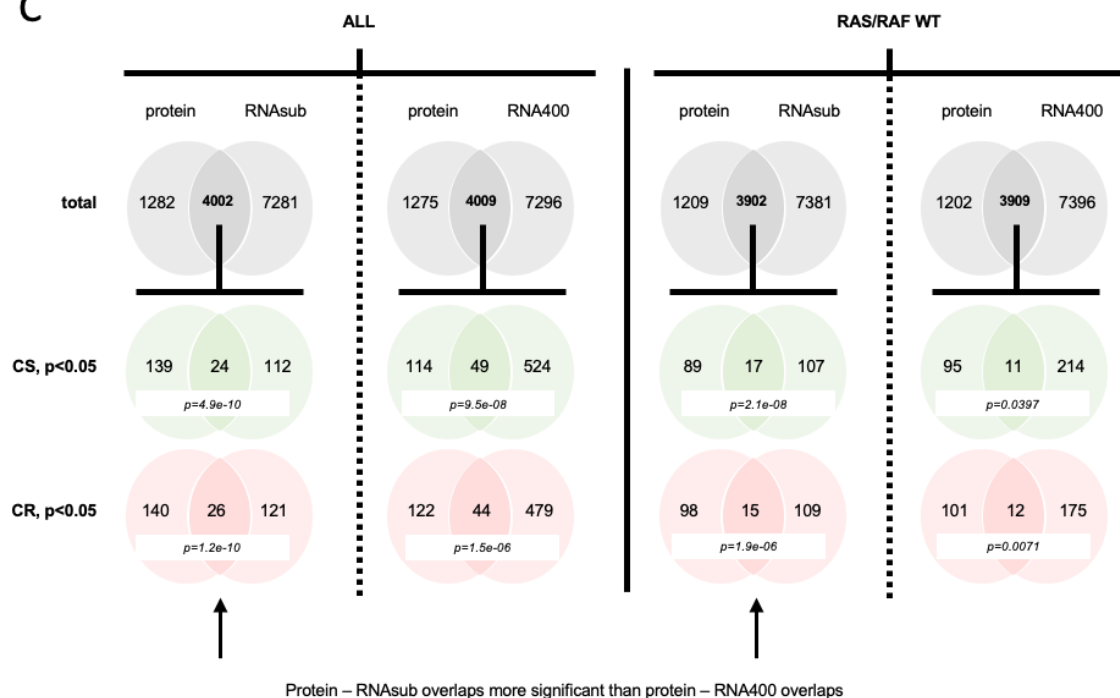 C
ALL RAS/RAF WT
protein RNAsub protein RNA400 protein RNAsub protein RNA400
total 1282 4002 7281 1275 4009 7296 1209 3902 7381 1202 3909 7396
CS, p<0.05 139 24 112 114 49 524 89 17 107 95 11 214
p=4.9e-10 p=9.5e-08 p=2.1e-08 p=0.0397
CR, p<0.05 140 26 121 122 44 479 98 15 109 101 12 175
p=1.2e-10 p=1.5e-06 p=1.9e-06 p=0.0071
Protein – RNAsub overlaps more significant than protein – RNA400 overlaps